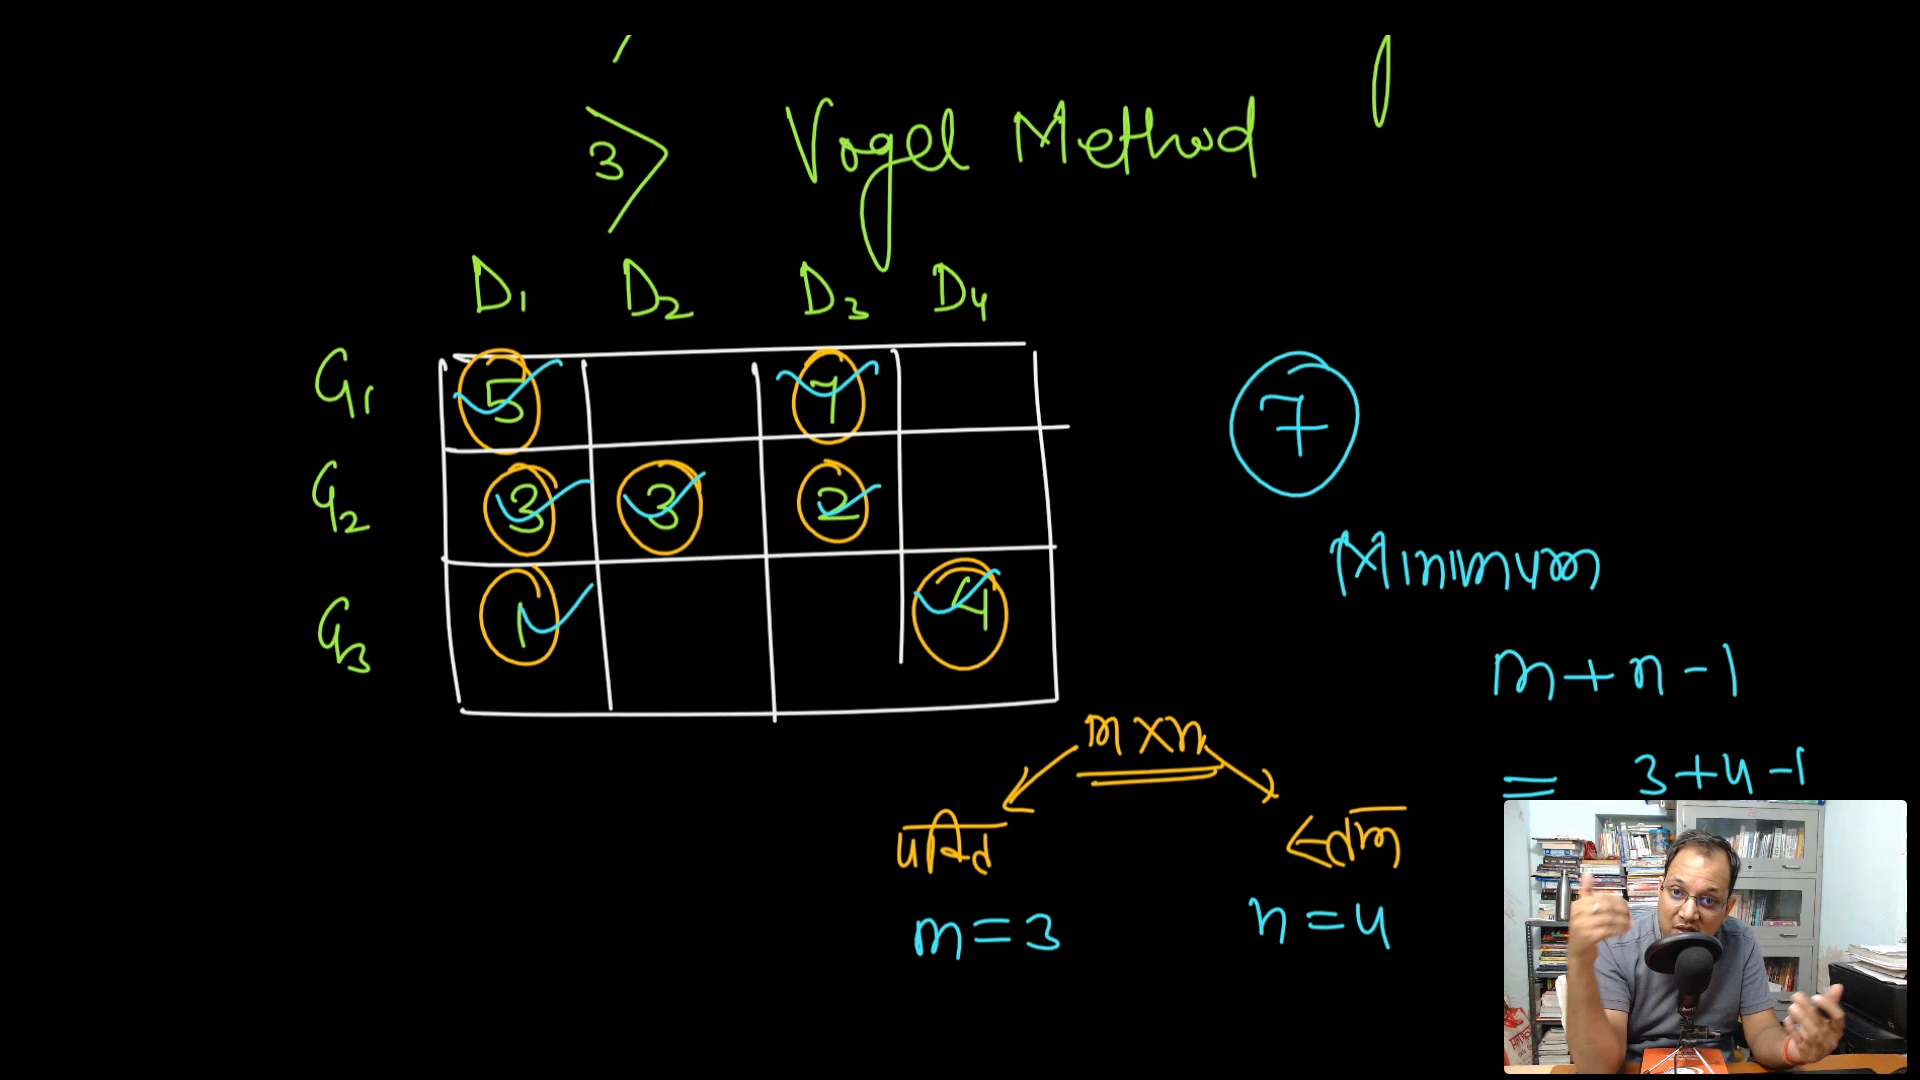 3> Vogel Method
D1 D2 D3 D4
G1 5 7
7
G2 3 3 2
Minimum
G3 1 4
m+n-1
m×n
= 3+4-1
पंक्ति स्तम्भ
m=3 n=4